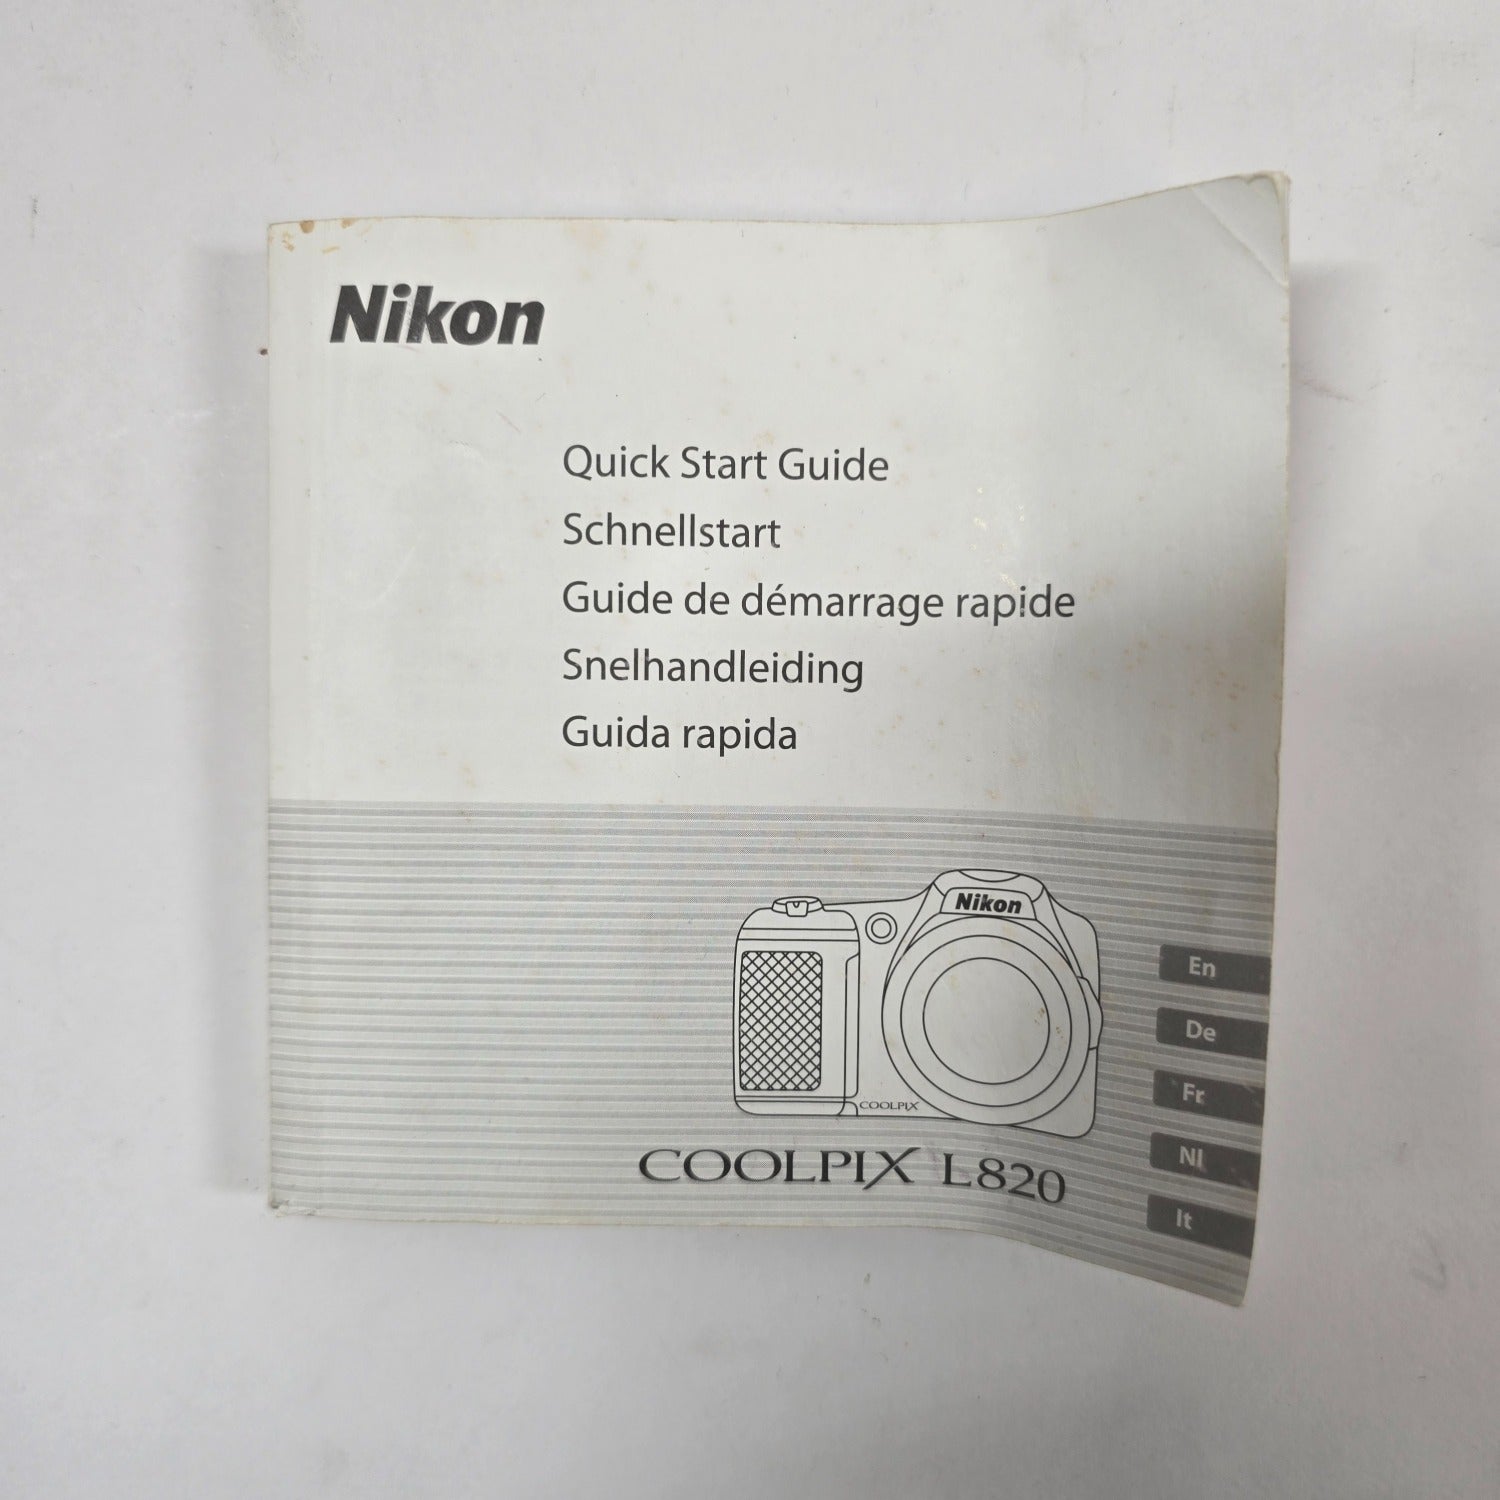 Nikon
Quick Start Guide
Schnellstart
Guide de démarrage rapide
Snelhandleiding
Guida rapida
Nikon
En
De
Fr
Nl
It
COOLPIX
COOLPIX L820